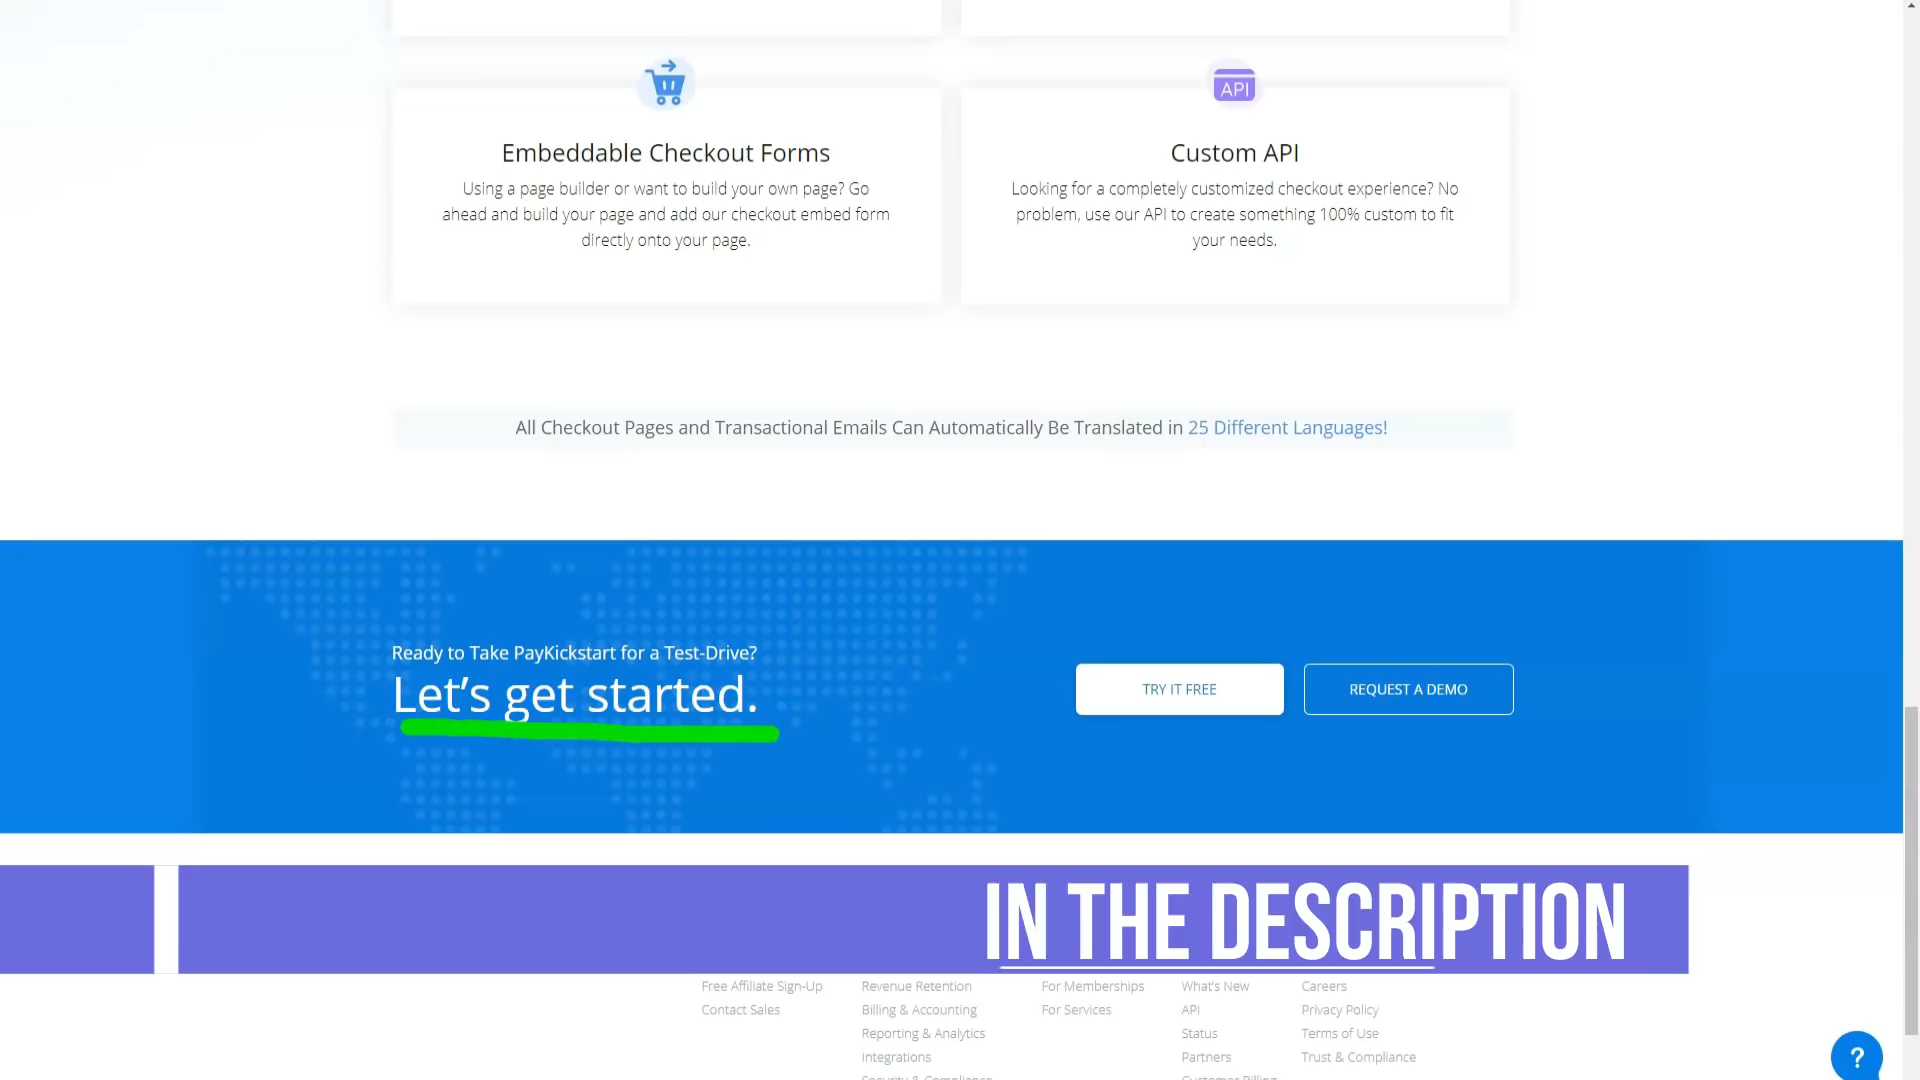 API
Embeddable Checkout Forms
Using a page builder or want to build your own page? Go
ahead and build your page and add our checkout embed form
directly onto your page.
Custom API
Looking for a completely customized checkout experience? No
problem, use our API to create something 100% custom to fit
your needs.
All Checkout Pages and Transactional Emails Can Automatically Be Translated in 25 Different Languages!
Ready to Take PayKickstart for a Test-Drive?
Let's get started.
TRY IT FREE
REQUEST A DEMO
IN THE DESCRIPTION
Free Affiliate Sign-Up
Contact Sales
Revenue Retention
Billing & Accounting
Reporting & Analytics
Integrations
Security & Compliance
For Memberships
For Services
What's New
API
Status
Partners
Customer Billing
Careers
Privacy Policy
Terms of Use
Trust & Compliance
?